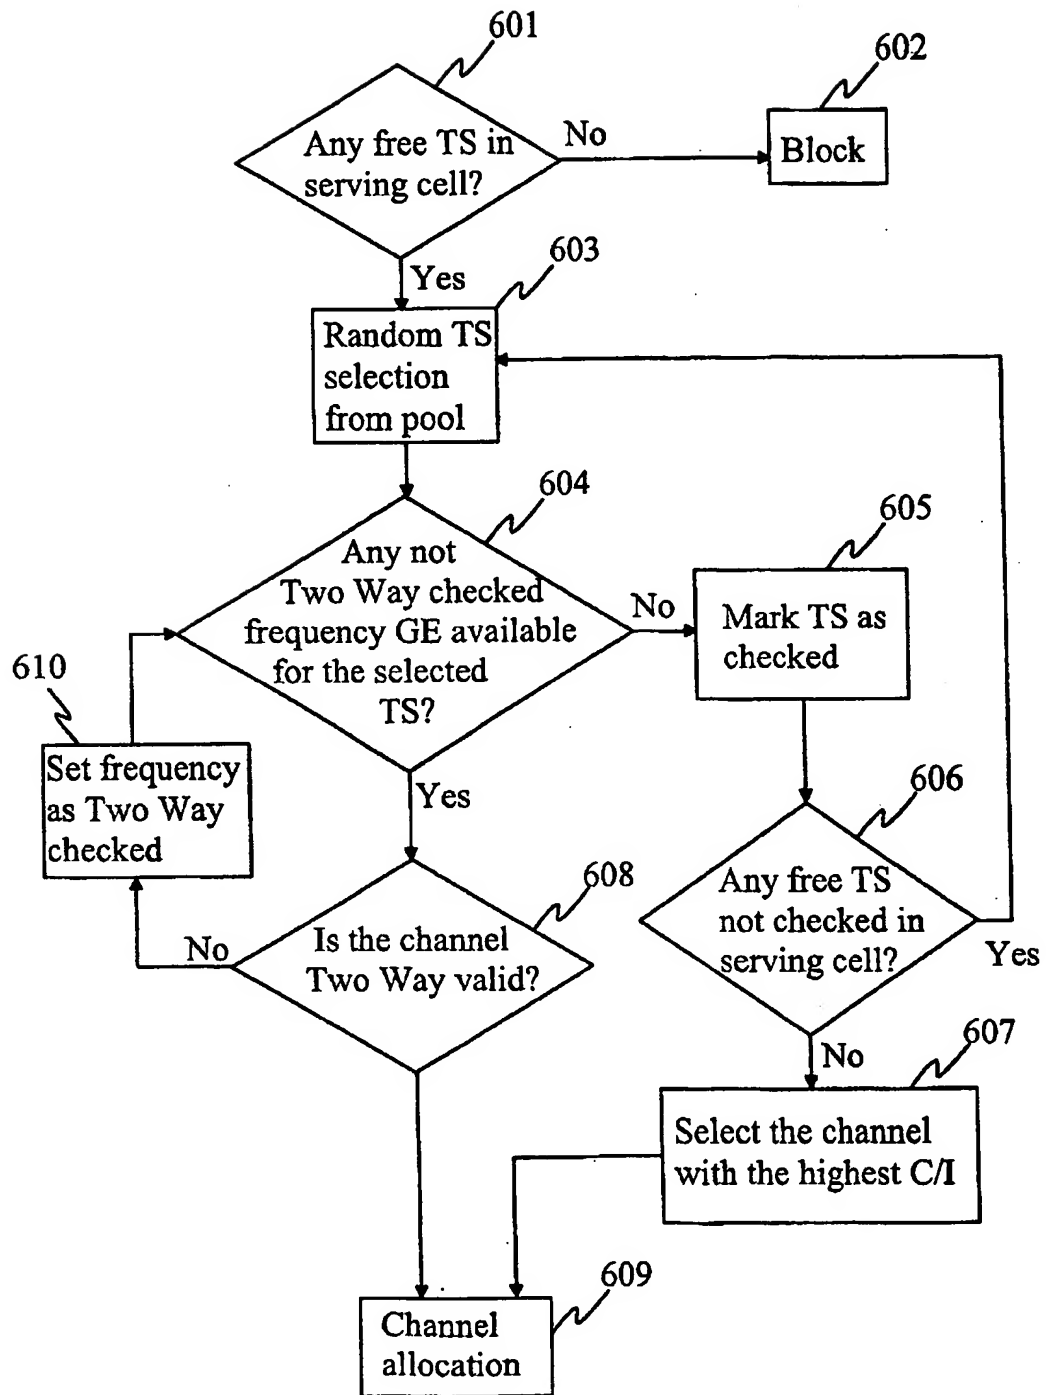 601
602
Any free TS in
serving cell?
No
Block
Yes
603
Random TS
selection
from pool
604
605
Any not
Two Way checked
frequency GE available
for the selected
TS?
No
Mark TS as
checked
610
Set frequency
as Two Way
checked
Yes
606
608
Any free TS
not checked in
serving cell?
Yes
No
Is the channel
Two Way valid?
607
No
Select the channel
with the highest C/I
609
Channel
allocation